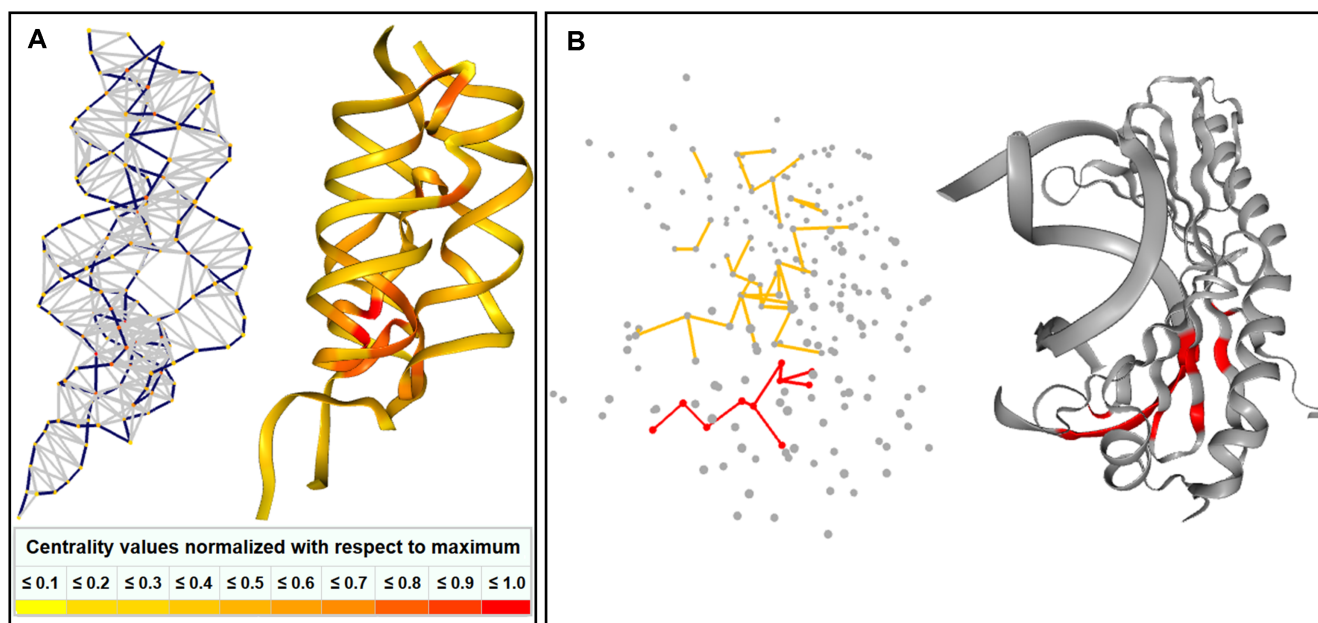 A
B
Centrality values normalized with respect to maximum
≤ 0.1 ≤ 0.2 ≤ 0.3 ≤ 0.4 ≤ 0.5 ≤ 0.6 ≤ 0.7 ≤ 0.8 ≤ 0.9 ≤ 1.0